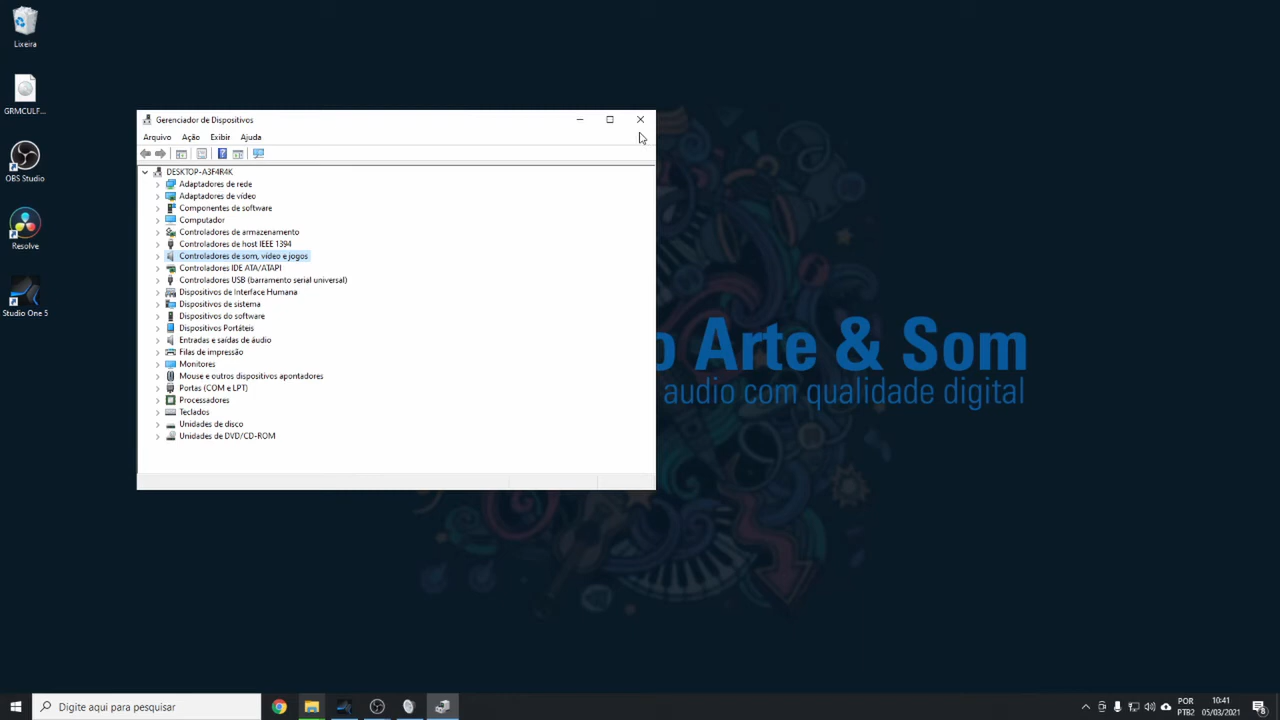 Lixeira
GRMCULF...
OBS Studio
Resolve
Studio One 5
Gerenciador de Dispositivos
Arquivo Ação Exibir Ajuda
DESKTOP-A3F4R4K
Adaptadores de rede
Adaptadores de vídeo
Componentes de software
Computador
Controladores de armazenamento
Controladores de host IEEE 1394
Controladores de som, vídeo e jogos
Controladores IDE ATA/ATAPI
Controladores USB (barramento serial universal)
Dispositivos de Interface Humana
Dispositivos de sistema
Dispositivos do software
Dispositivos Portáteis
Entradas e saídas de áudio
Filas de impressão
Monitores
Mouse e outros dispositivos apontadores
Portas (COM e LPT)
Processadores
Teclados
Unidades de disco
Unidades de DVD/CD-ROM
o Arte & Som
audio com qualidade digital
Digite aqui para pesquisar
POR
PTB2
10:41
05/03/2021
8